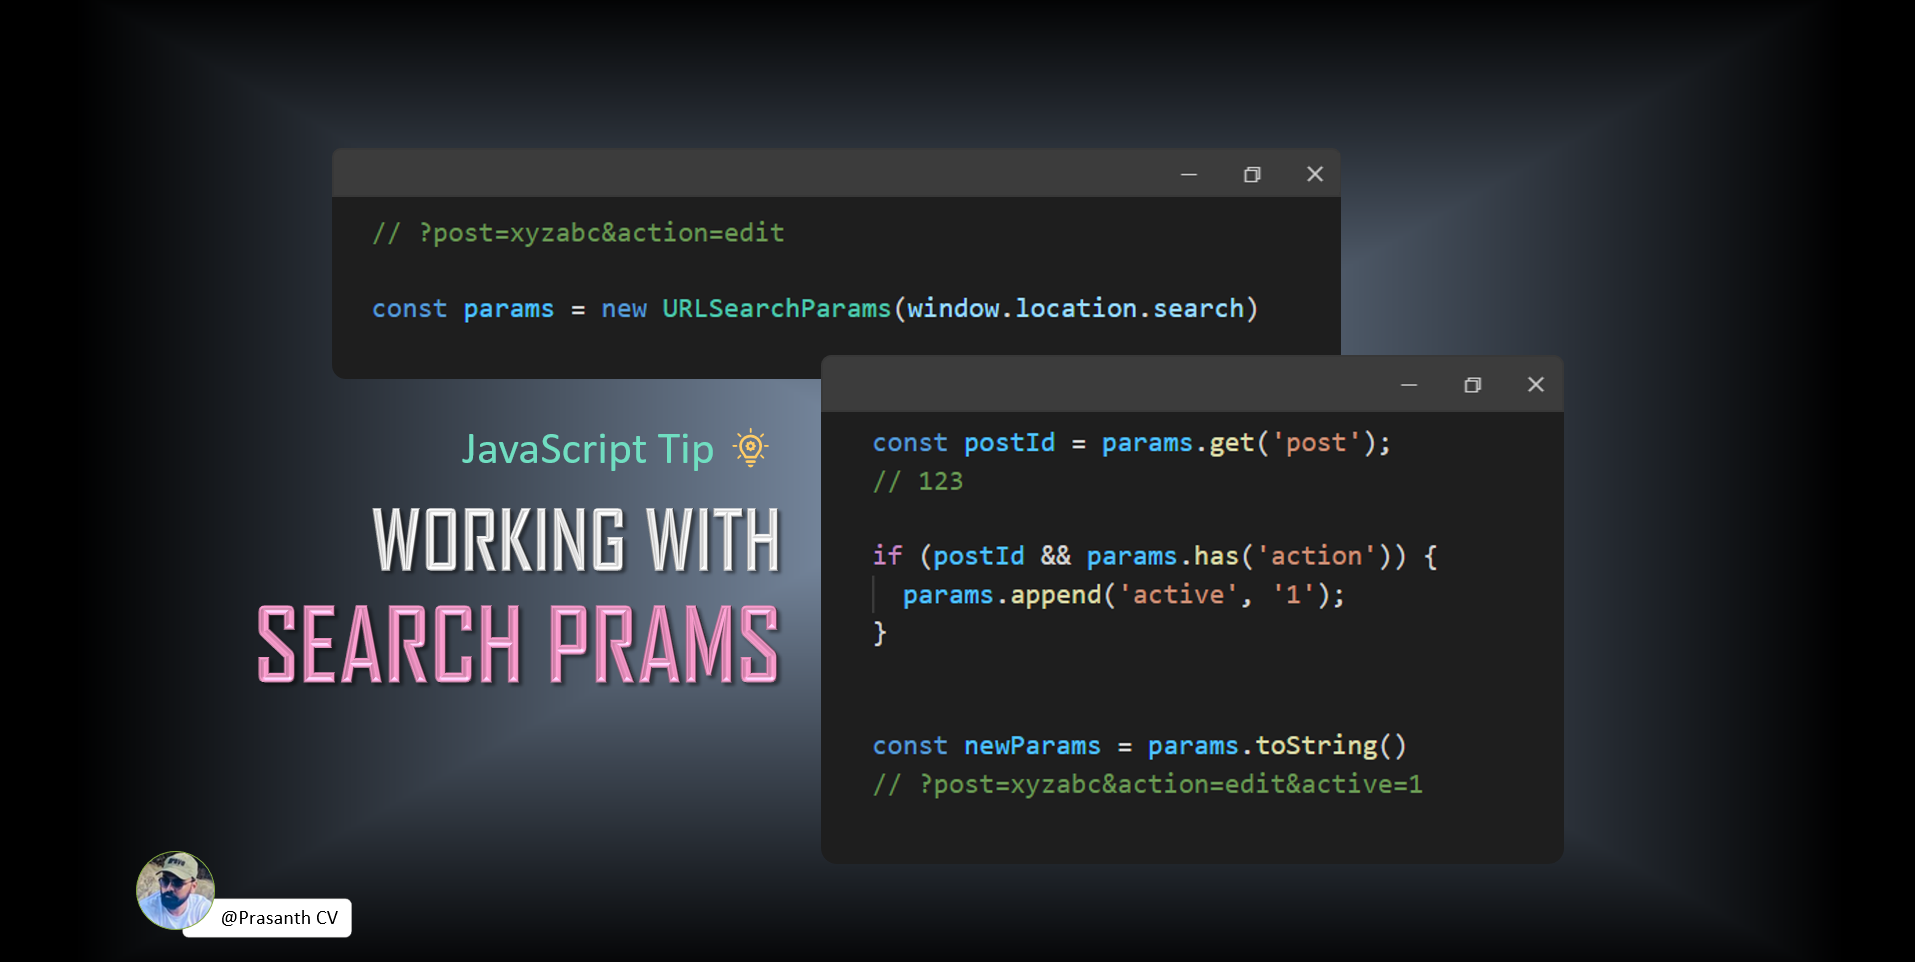 // ?post=xyzabc&action=edit
const params = new URLSearchParams(window.location.search)
JavaScript Tip
WORKING WITH
SEARCH PRAMS
const postId = params.get('post');
// 123
if (postId && params.has('action')) {
params.append('active', '1');
}
const newParams = params.toString()
// ?post=xyzabc&action=edit&active=1
@Prasanth CV